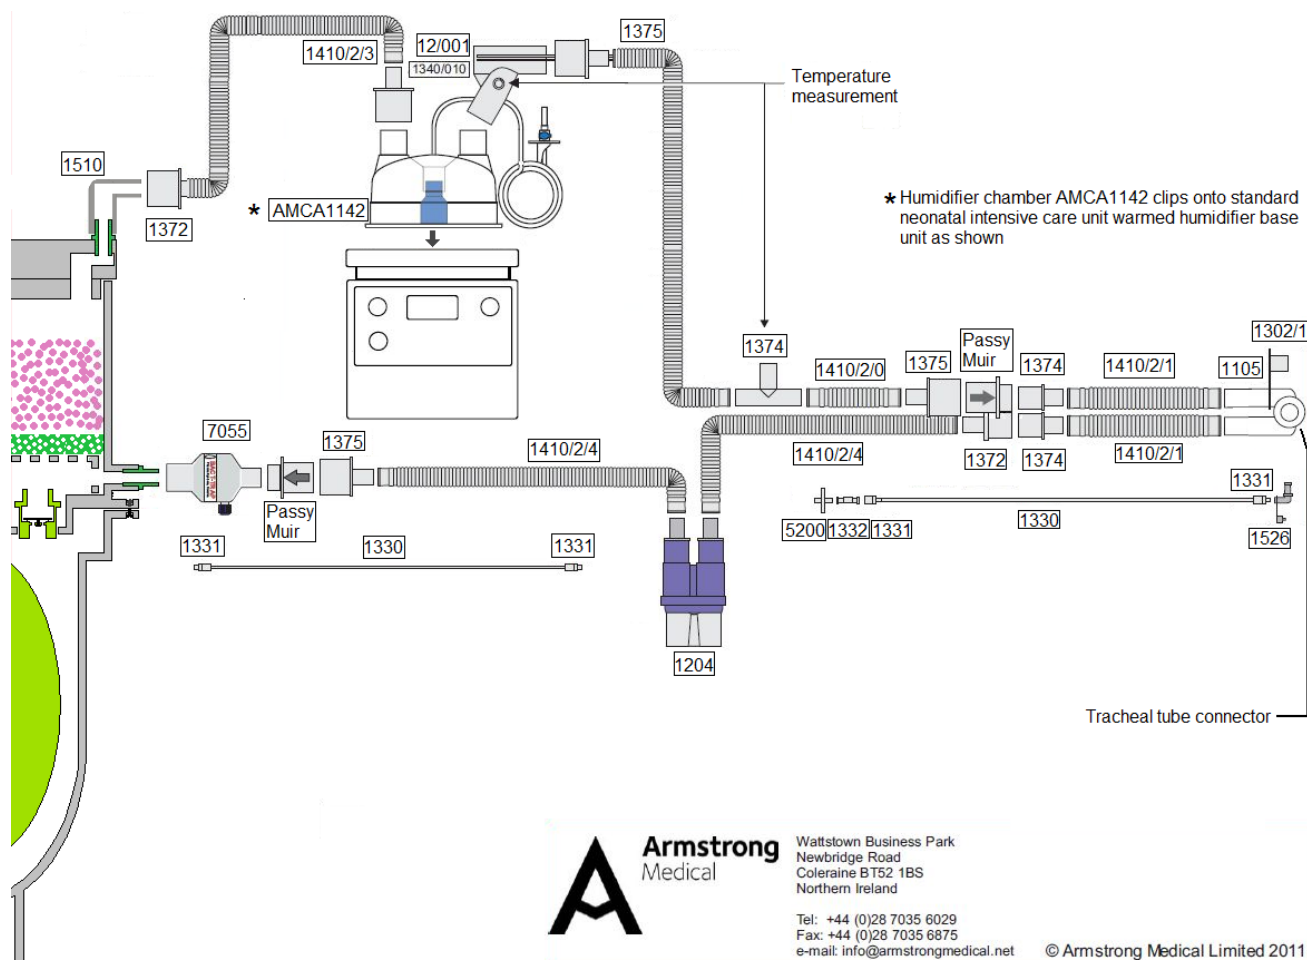 1410/2/3
12/001
1340/010
1375
Temperature
measurement
1510
1372
* AMCA1142
* Humidifier chamber AMCA1142 clips onto standard
neonatal intensive care unit warmed humidifier base
unit as shown
1374
1410/2/0
1375
Passy
Muir
1374
1410/2/1
1105
1302/1
7055
1375
1410/2/4
1410/2/4
1372
1374
1410/2/1
Passy
Muir
1331
1330
1331
5200
1332
1331
1330
1331
1526
1204
Tracheal tube connector
Armstrong
Medical
Wattstown Business Park
Newbridge Road
Coleraine BT52 1BS
Northern Ireland
Tel: +44 (0)28 7035 6029
Fax: +44 (0)28 7035 6875
e-mail: info@armstrongmedical.net
© Armstrong Medical Limited 2011